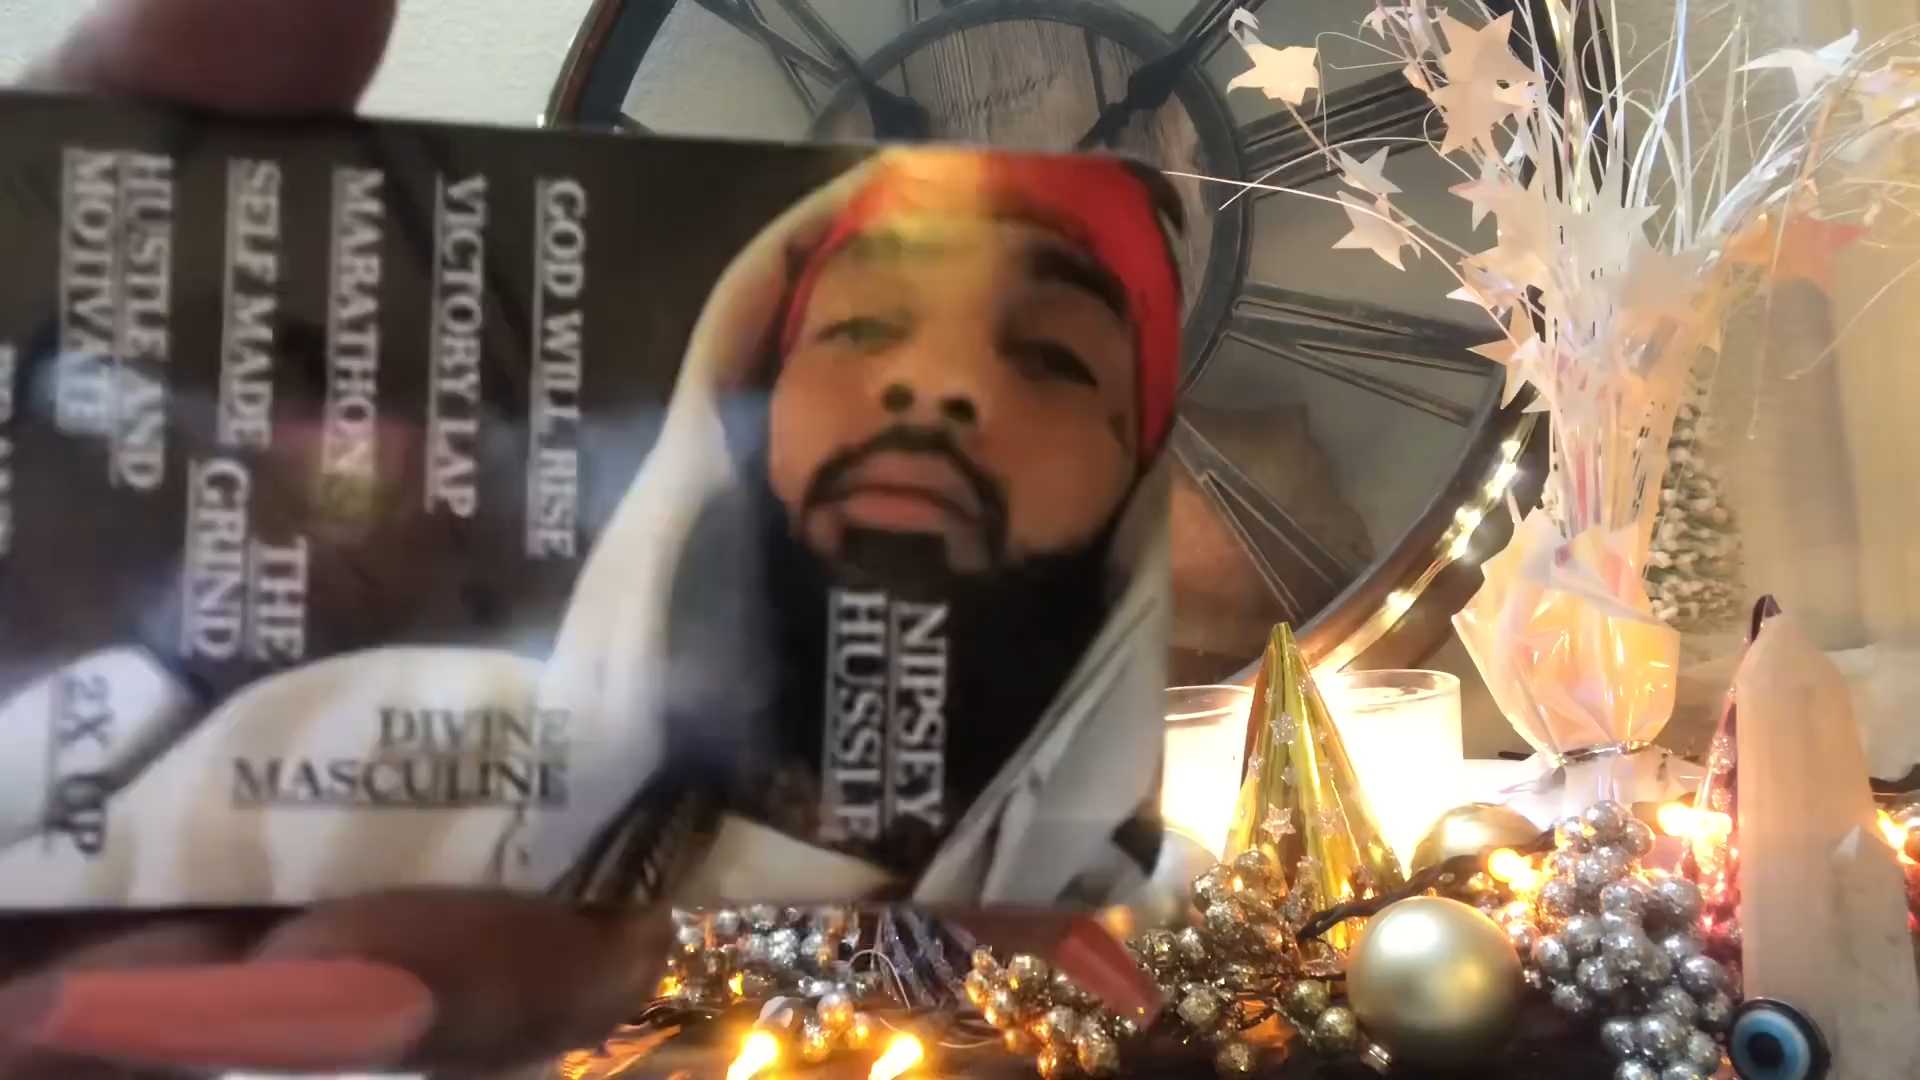 GOD WILL RISE
VICTORY LAP
MARATHON
SELF MADE
THE
GRIND
HUSTLE AND
MOTIVATE
2X UP
DIVINE
MASCULINE
NIPSEY
HUSSLE